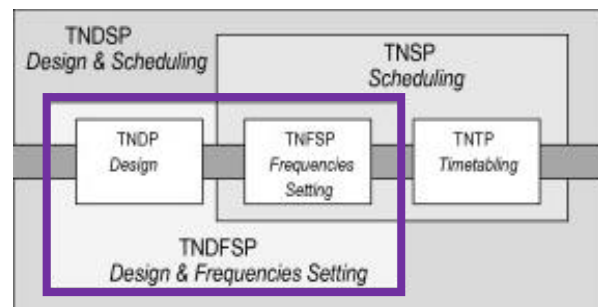 TNDSP
Design & Scheduling
TNSP
Scheduling
TNDP
Design
TNFSP
Frequencies
Setting
TNTP
Timetabling
TNDFSP
Design & Frequencies Setting